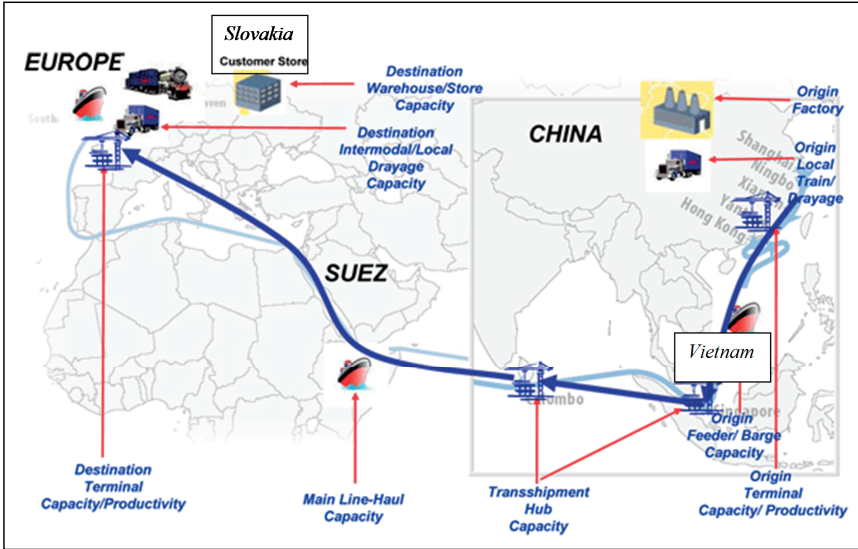 Slovakia
Customer Store
EUROPE
South
Destination
Warehouse/Store
Capacity
Destination
Intermodal/Local
Drayage
Capacity
CHINA
Origin
Factory
Origin
Local
Train/
Drayage
Shanghai
Ningbo
Hong Kong
SUEZ
Vietnam
Origin
Feeder/ Barge
Capacity
Destination
Terminal
Capacity/Productivity
Main Line-Haul
Capacity
Transshipment
Hub
Capacity
Origin
Terminal
Capacity/ Productivity